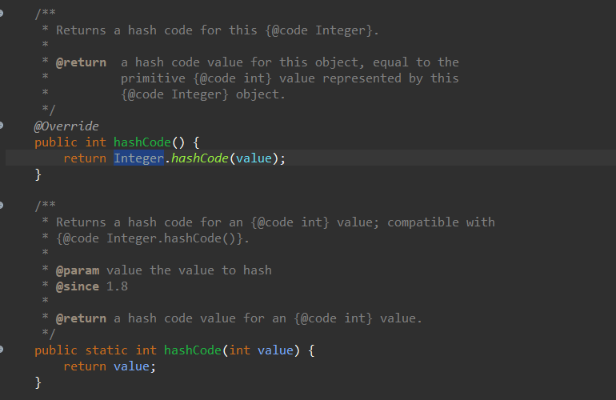 /**
 * Returns a hash code for this {@code Integer}.
 *
 * @return  a hash code value for this object, equal to the
 *          primitive {@code int} value represented by this
 *          {@code Integer} object.
 */
@Override
public int hashCode() {
    return Integer.hashCode(value);
}
/**
 * Returns a hash code for an {@code int} value; compatible with
 * {@code Integer.hashCode()}.
 *
 * @param value the value to hash
 * @since 1.8
 *
 * @return a hash code value for an {@code int} value.
 */
public static int hashCode(int value) {
    return value;
}